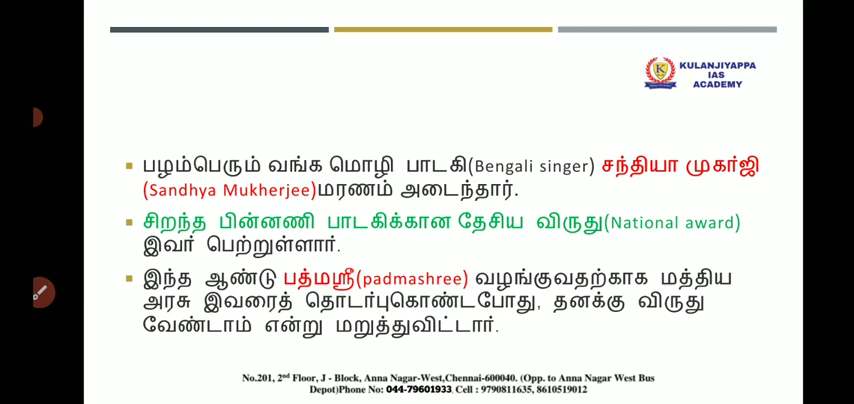 KULANJIYAPPA
IAS
ACADEMY
பழம்பெரும் வங்க மொழி பாடகி(Bengali singer) சந்தியா முகர்ஜி
(Sandhya Mukherjee)மரணம் அடைந்தார்.
சிறந்த பின்னணி பாடகிக்கான தேசிய விருது(National award)
இவர் பெற்றுள்ளார்.
இந்த ஆண்டு பத்மஸ்ரீ(padmashree) வழங்குவதற்காக மத்திய
அரசு இவரைத் தொடர்புகொண்டபோது, தனக்கு விருது
வேண்டாம் என்று மறுத்துவிட்டார்.
No.201, 2nd Floor, J - Block, Anna Nagar-West,Chennai-600040. (Opp. to Anna Nagar West Bus
Depot)Phone No: 044-79601933, Cell : 9790811635, 8610519012